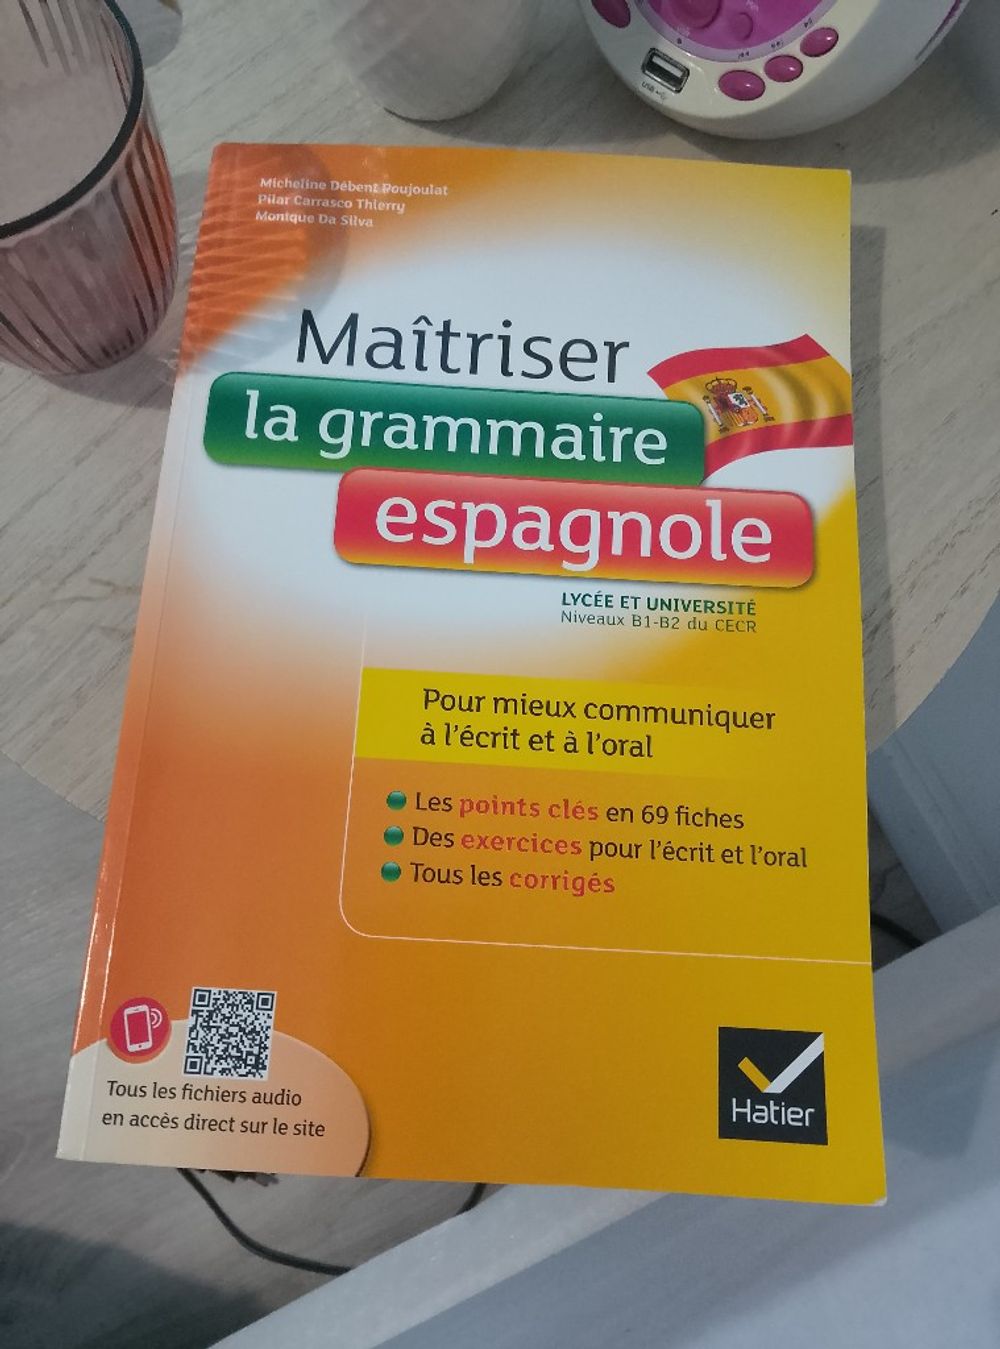 USB
Micheline Débent Poujoulat
Pilar Carrasco Thierry
Monique Da Silva
Maîtriser
la grammaire
espagnole
LYCÉE ET UNIVERSITÉ
Niveaux B1-B2 du CECR
Pour mieux communiquer
à l'écrit et à l'oral
Les points clés en 69 fiches
Des exercices pour l'écrit et l'oral
Tous les corrigés
Tous les fichiers audio
en accès direct sur le site
Hatier